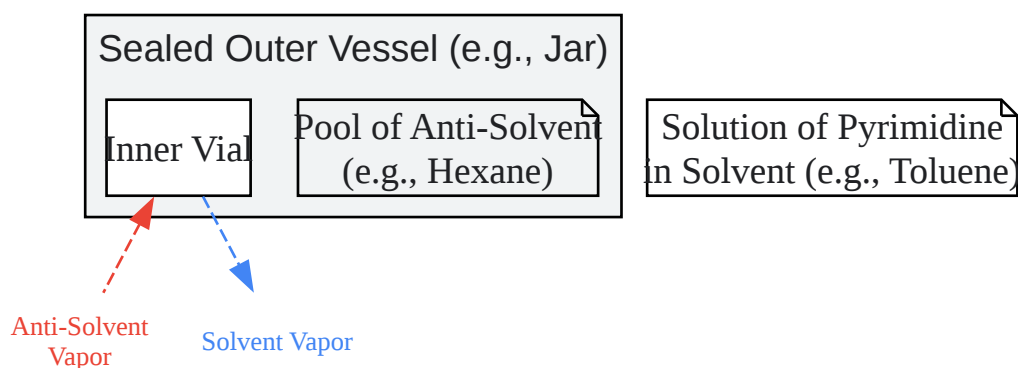 Sealed Outer Vessel (e.g., Jar)
Inner Vial
Pool of Anti-Solvent
(e.g., Hexane)
Solution of Pyrimidine
in Solvent (e.g., Toluene)
Anti-Solvent
Vapor
Solvent Vapor